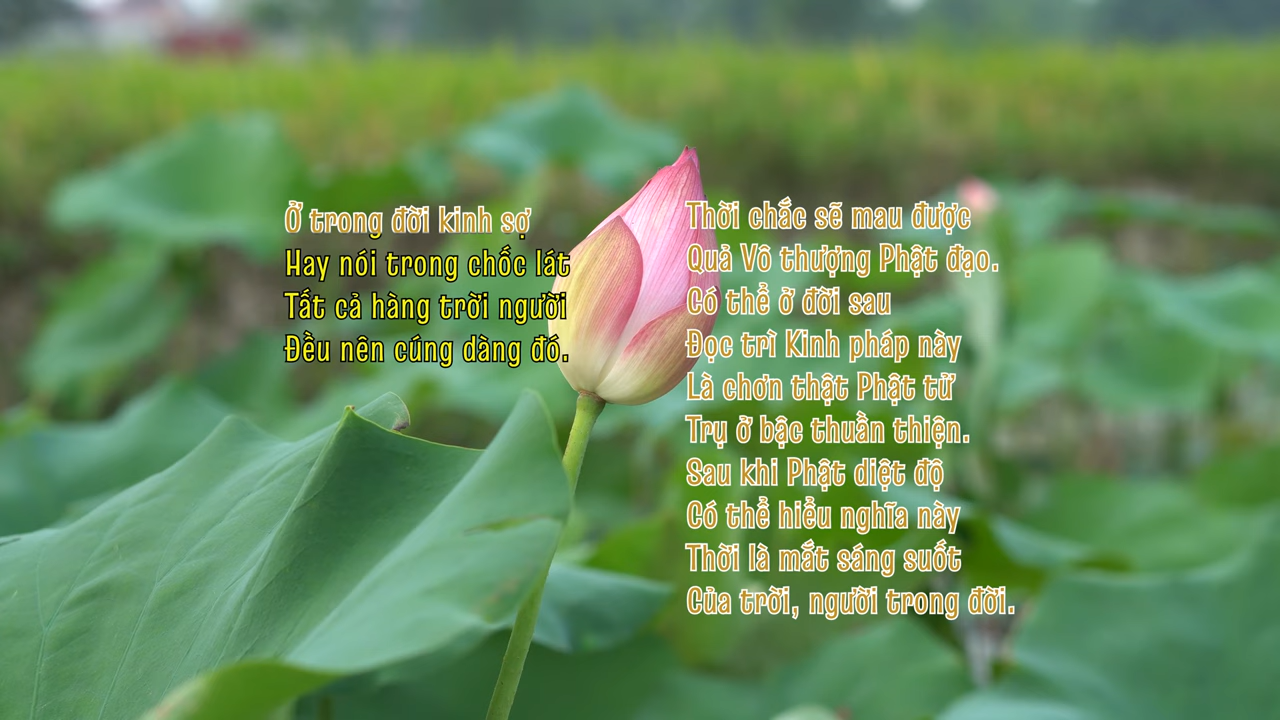 Ở trong đời kinh sợ
Hay nói trong chốc lát
Tất cả hàng trời người
Đều nên cúng dàng đó.
Thời chắc sẽ mau được
Quả Vô thượng Phật đạo.
Có thể ở đời sau
Đọc trì Kinh pháp này
Là chơn thật Phật tử
Trụ ở bậc thuần thiện.
Sau khi Phật diệt độ
Có thể hiểu nghĩa này
Thời là mắt sáng suốt
Của trời, người trong đời.